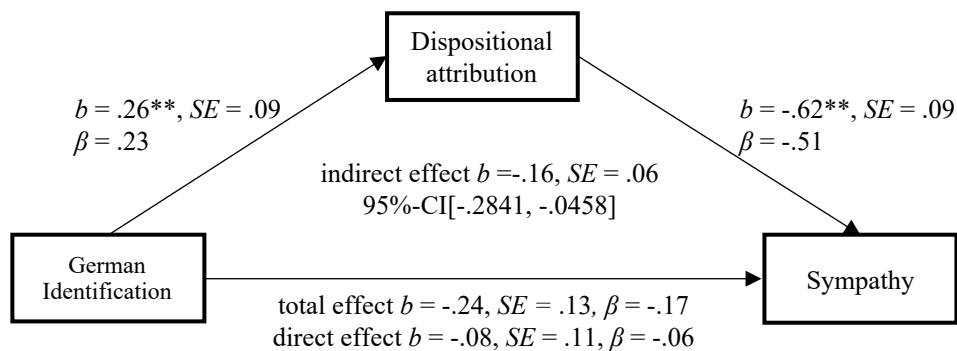 Dispositional
attribution
b = .26**, SE = .09
β = .23
b = -.62**, SE = .09
β = -.51
indirect effect b =-.16, SE = .06
95%-CI[-.2841, -.0458]
German
Identification
Sympathy
total effect b = -.24, SE = .13, β = -.17
direct effect b = -.08, SE = .11, β = -.06